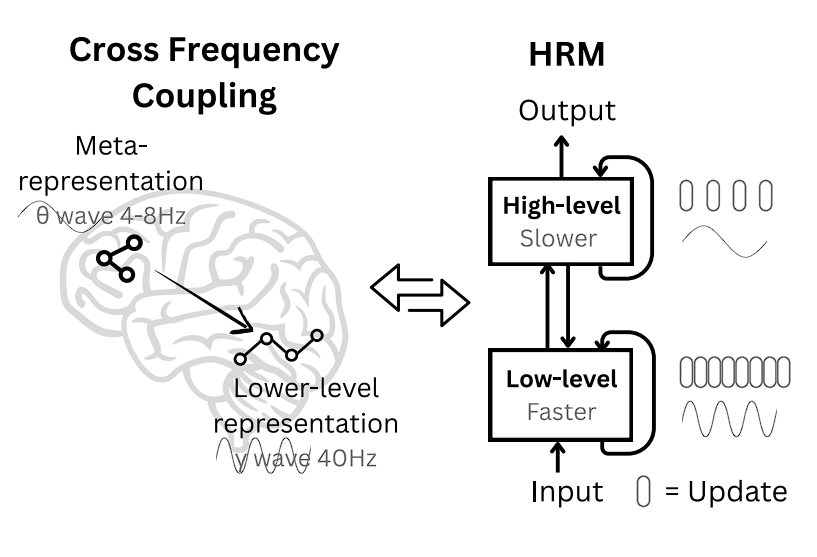 Cross Frequency
Coupling
Meta-
representation
θ wave 4-8Hz
Lower-level
representation
γ wave 40Hz
HRM
Output
High-level
Slower
Low-level
Faster
Input
= Update